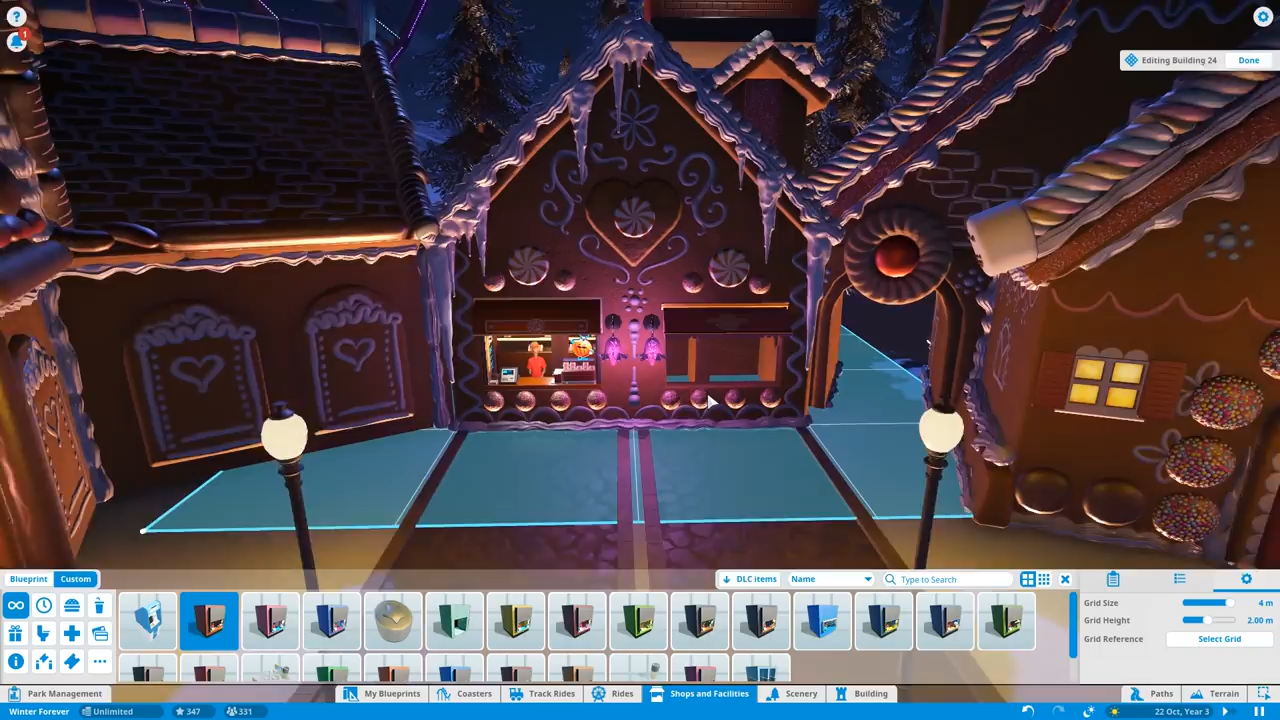 ?
1
Editing Building 24 Done
Blueprint Custom
DLC items Name Type to Search
Grid Size 4 m
Grid Height 2.00 m
Grid Reference Select Grid
Park Management My Blueprints Coasters Track Rides Rides Shops and Facilities Scenery Building Paths Terrain
Winter Forever Unlimited 347 331 22 Oct, Year 3